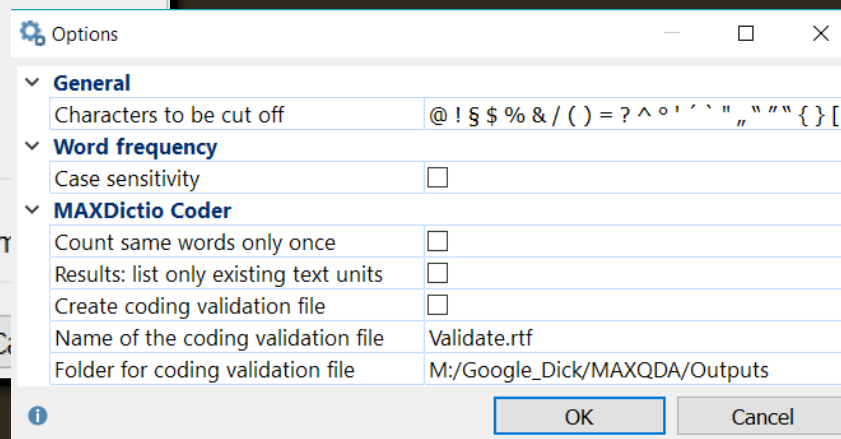 Options
General
Characters to be cut off @ ! § $ % & / ( ) = ? ^ ° ' ´ ` " „ “ ” “ { } [
Word frequency
Case sensitivity
MAXDictio Coder
Count same words only once
Results: list only existing text units
Create coding validation file
Name of the coding validation file Validate.rtf
Folder for coding validation file M:/Google_Dick/MAXQDA/Outputs
OK Cancel